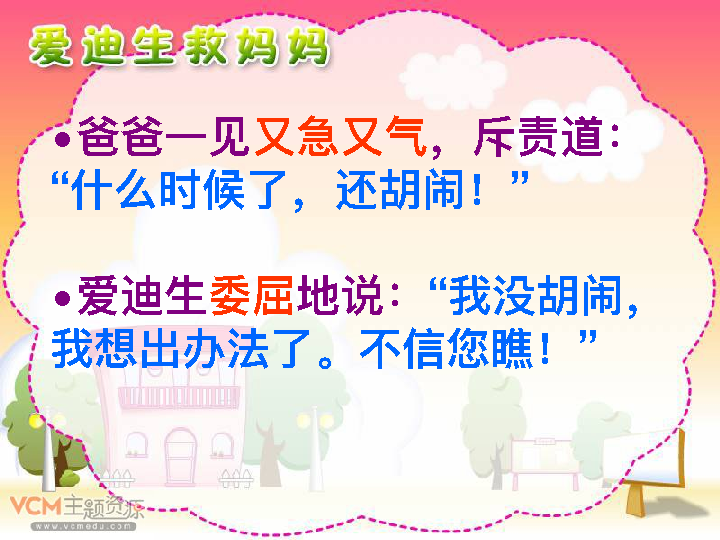 爱迪生救妈妈
•爸爸一见又急又气，斥责道：
“什么时候了，还胡闹！”
•爱迪生委屈地说：“我没胡闹，
我想出办法了。不信您瞧！”
VCM主题资源
www.vcmedu.com